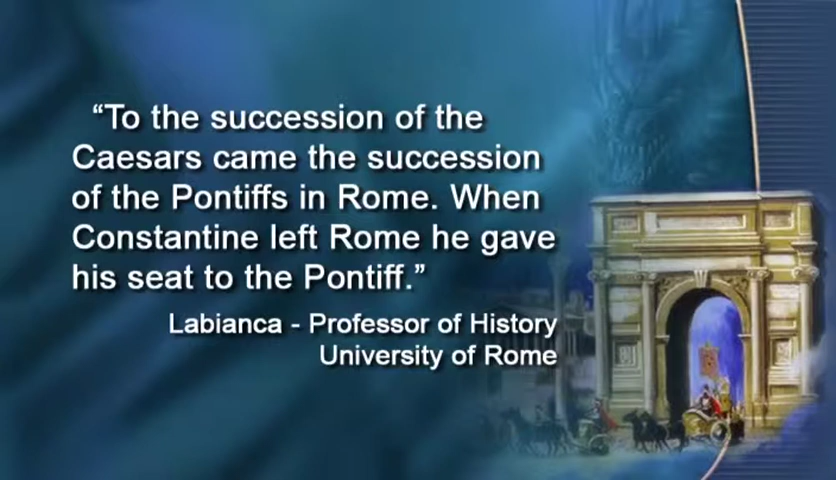 “To the succession of the
Caesars came the succession
of the Pontiffs in Rome. When
Constantine left Rome he gave
his seat to the Pontiff.”
Labianca - Professor of History
University of Rome